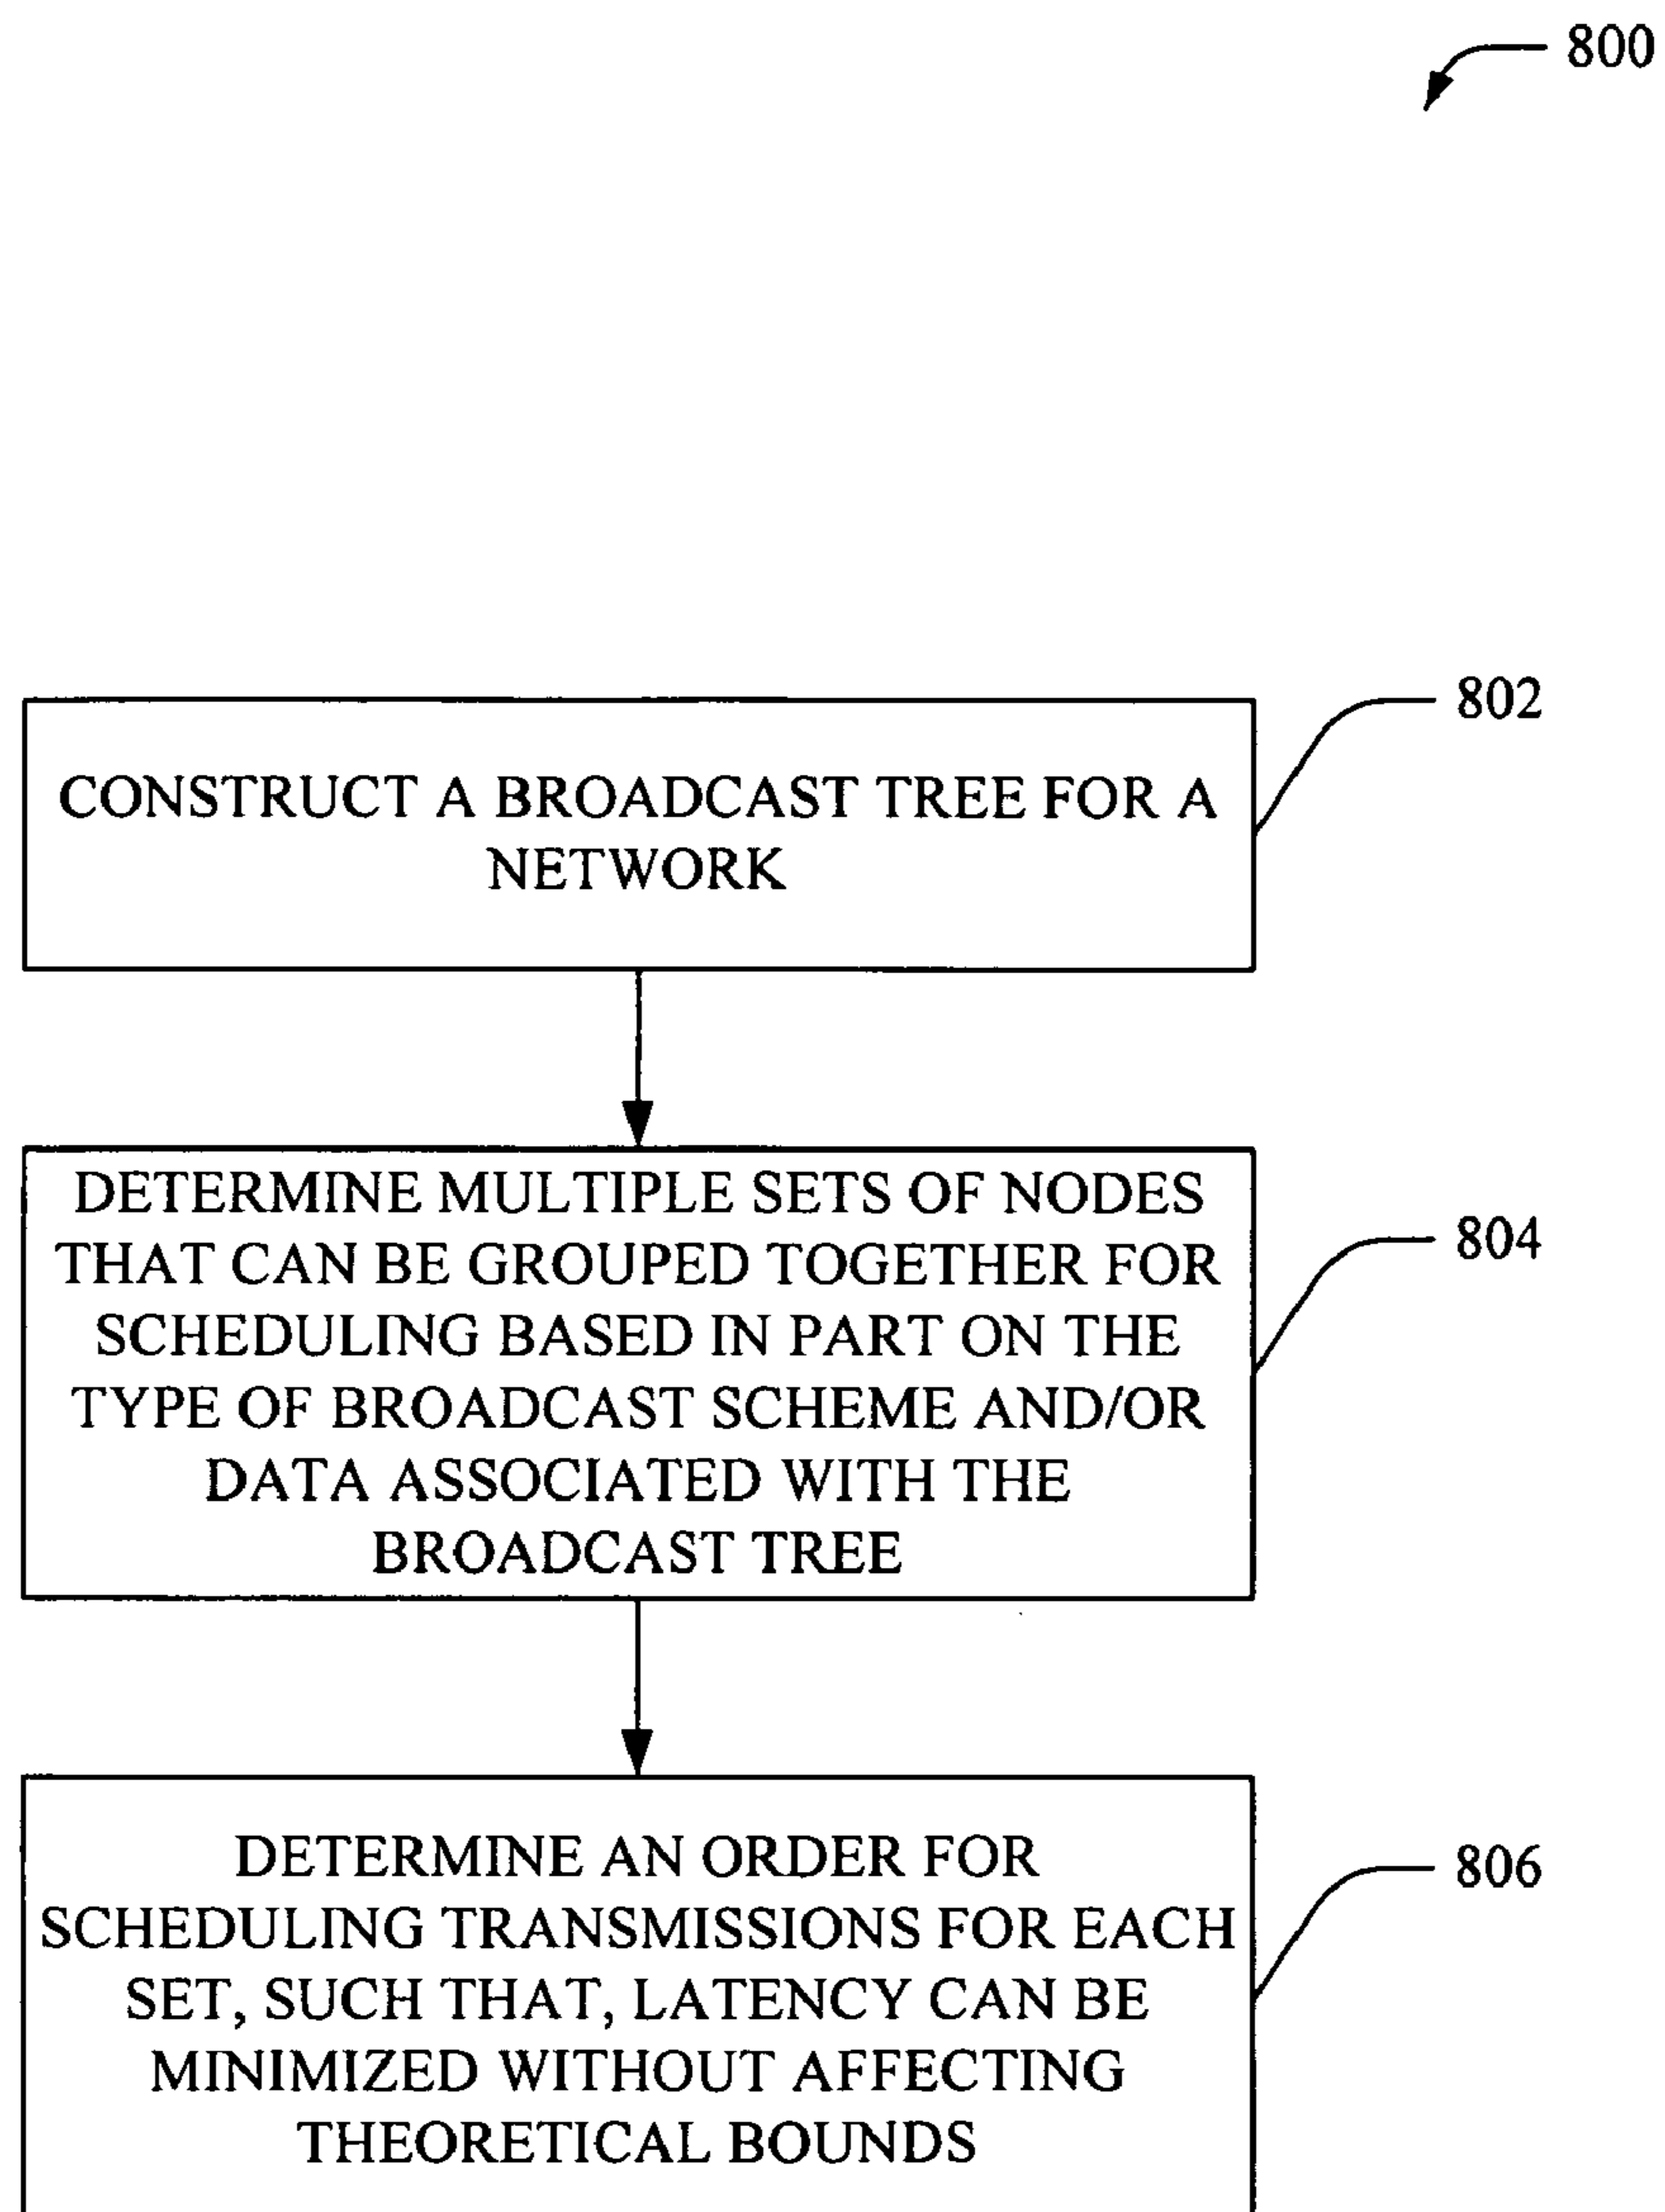 800
802
CONSTRUCT A BROADCAST TREE FOR A
NETWORK
DETERMINE MULTIPLE SETS OF NODES
THAT CAN BE GROUPED TOGETHER FOR
SCHEDULING BASED IN PART ON THE
TYPE OF BROADCAST SCHEME AND/OR
DATA ASSOCIATED WITH THE
BROADCAST TREE
804
DETERMINE AN ORDER FOR
SCHEDULING TRANSMISSIONS FOR EACH
SET, SUCH THAT, LATENCY CAN BE
MINIMIZED WITHOUT AFFECTING
THEORETICAL BOUNDS
806